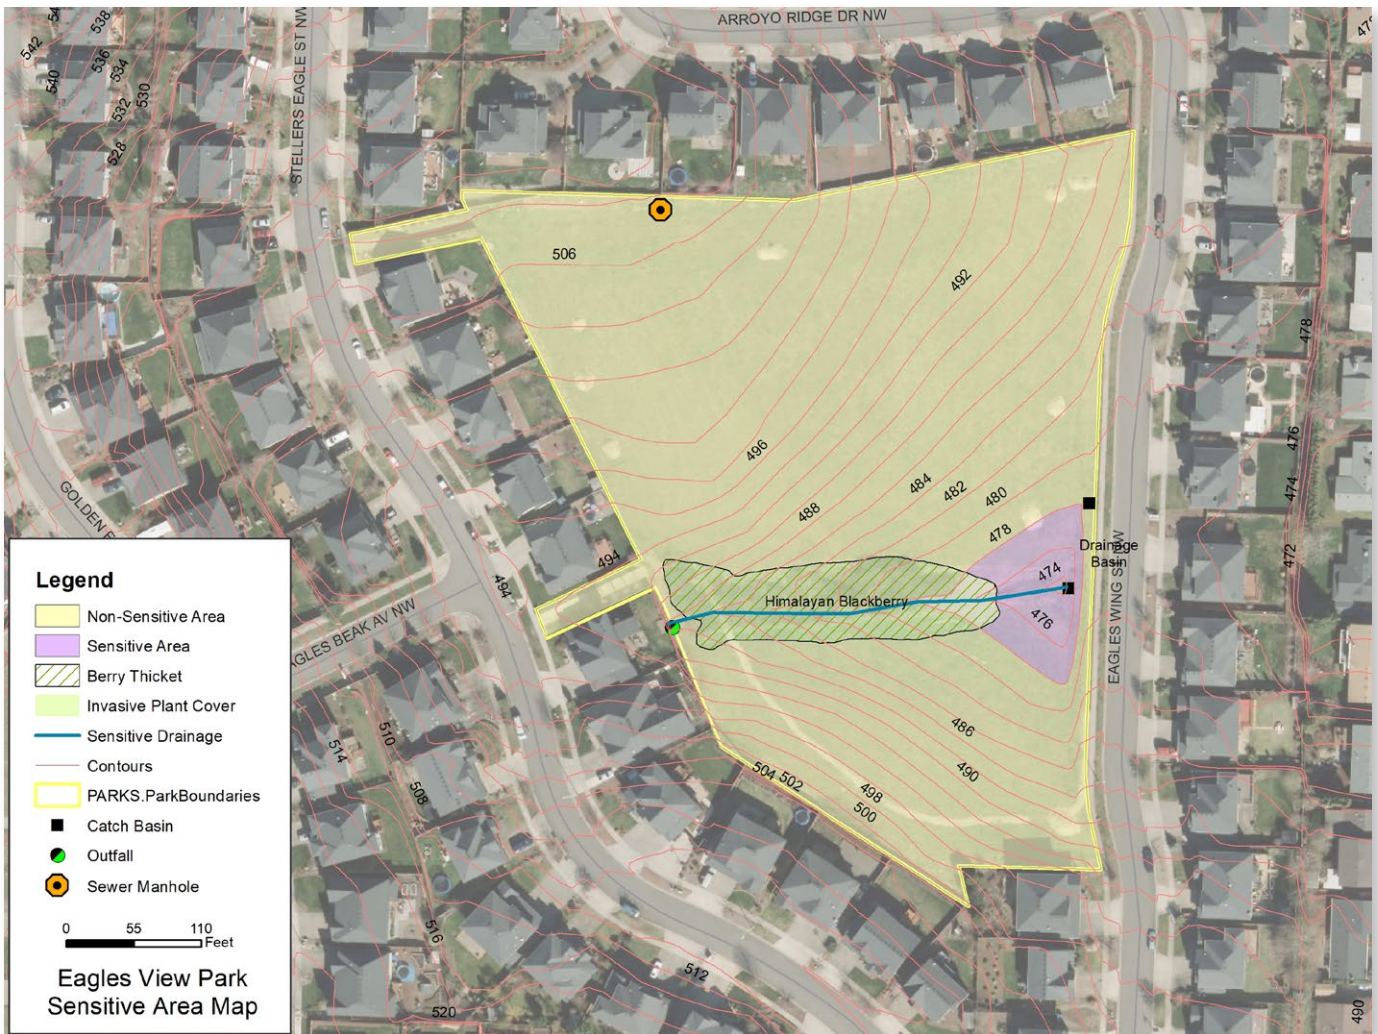 ARROYO RIDGE DR NW
538
542
536
534
540
530
532
528
STELLERS EAGLE ST NW
506
492
478
496
476
484
482
480
474
488
478
472
Drainage
Basin
474
494
494
Himalayan Blackberry
476
EAGLES WING ST NW
EAGLES BEAK AV NW
GOLDEN
486
490
504
502
498
500
514
510
508
516
512
520
490
Legend
Non-Sensitive Area
Sensitive Area
Berry Thicket
Invasive Plant Cover
Sensitive Drainage
Contours
PARKS.ParkBoundaries
Catch Basin
Outfall
Sewer Manhole
0 55 110
Feet
Eagles View Park
Sensitive Area Map